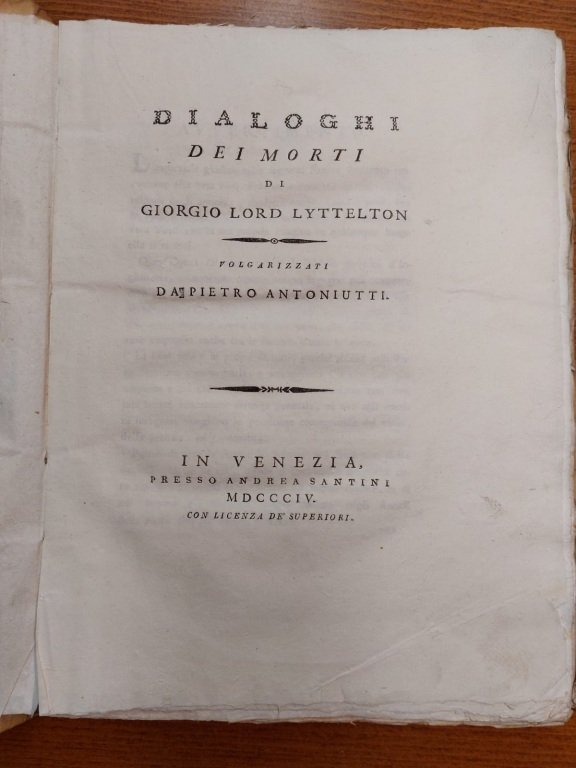 DIALOGHI
DEI MORTI
DI
GIORGIO LORD LYTTELTON
VOLGARIZZATI
DA PIETRO ANTONIUTTI.
IN VENEZIA,
PRESSO ANDREA SANTINI
MDCCCIV.
CON LICENZA DE' SUPERIORI.